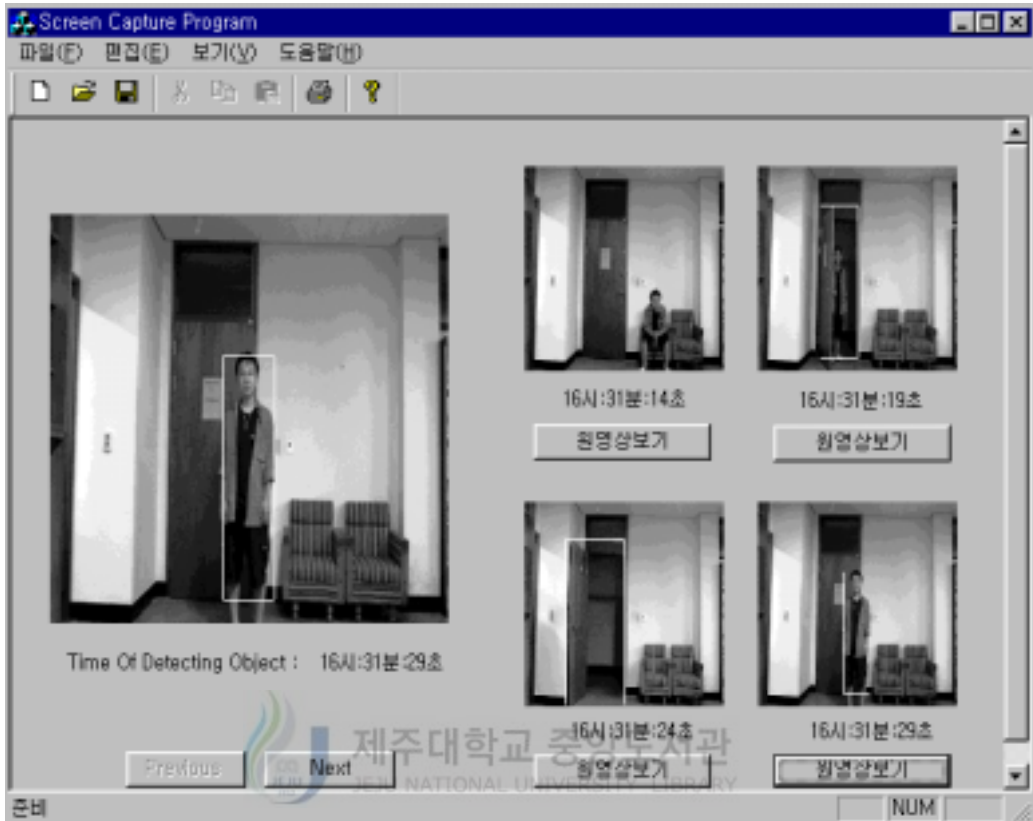 Screen Capture Program
파일(F) 편집(E) 보기(V) 도움말(H)
16시:31분:14초 16시:31분:19초
원영상보기 원영상보기
Time Of Detecting Object : 16시:31분:29초
16시:31분:24초 16시:31분:29초
Previous Next 원영상보기 원영상보기
제주대학교 중앙도서관
JEJU NATIONAL UNIVERSITY LIBRARY
준비 NUM